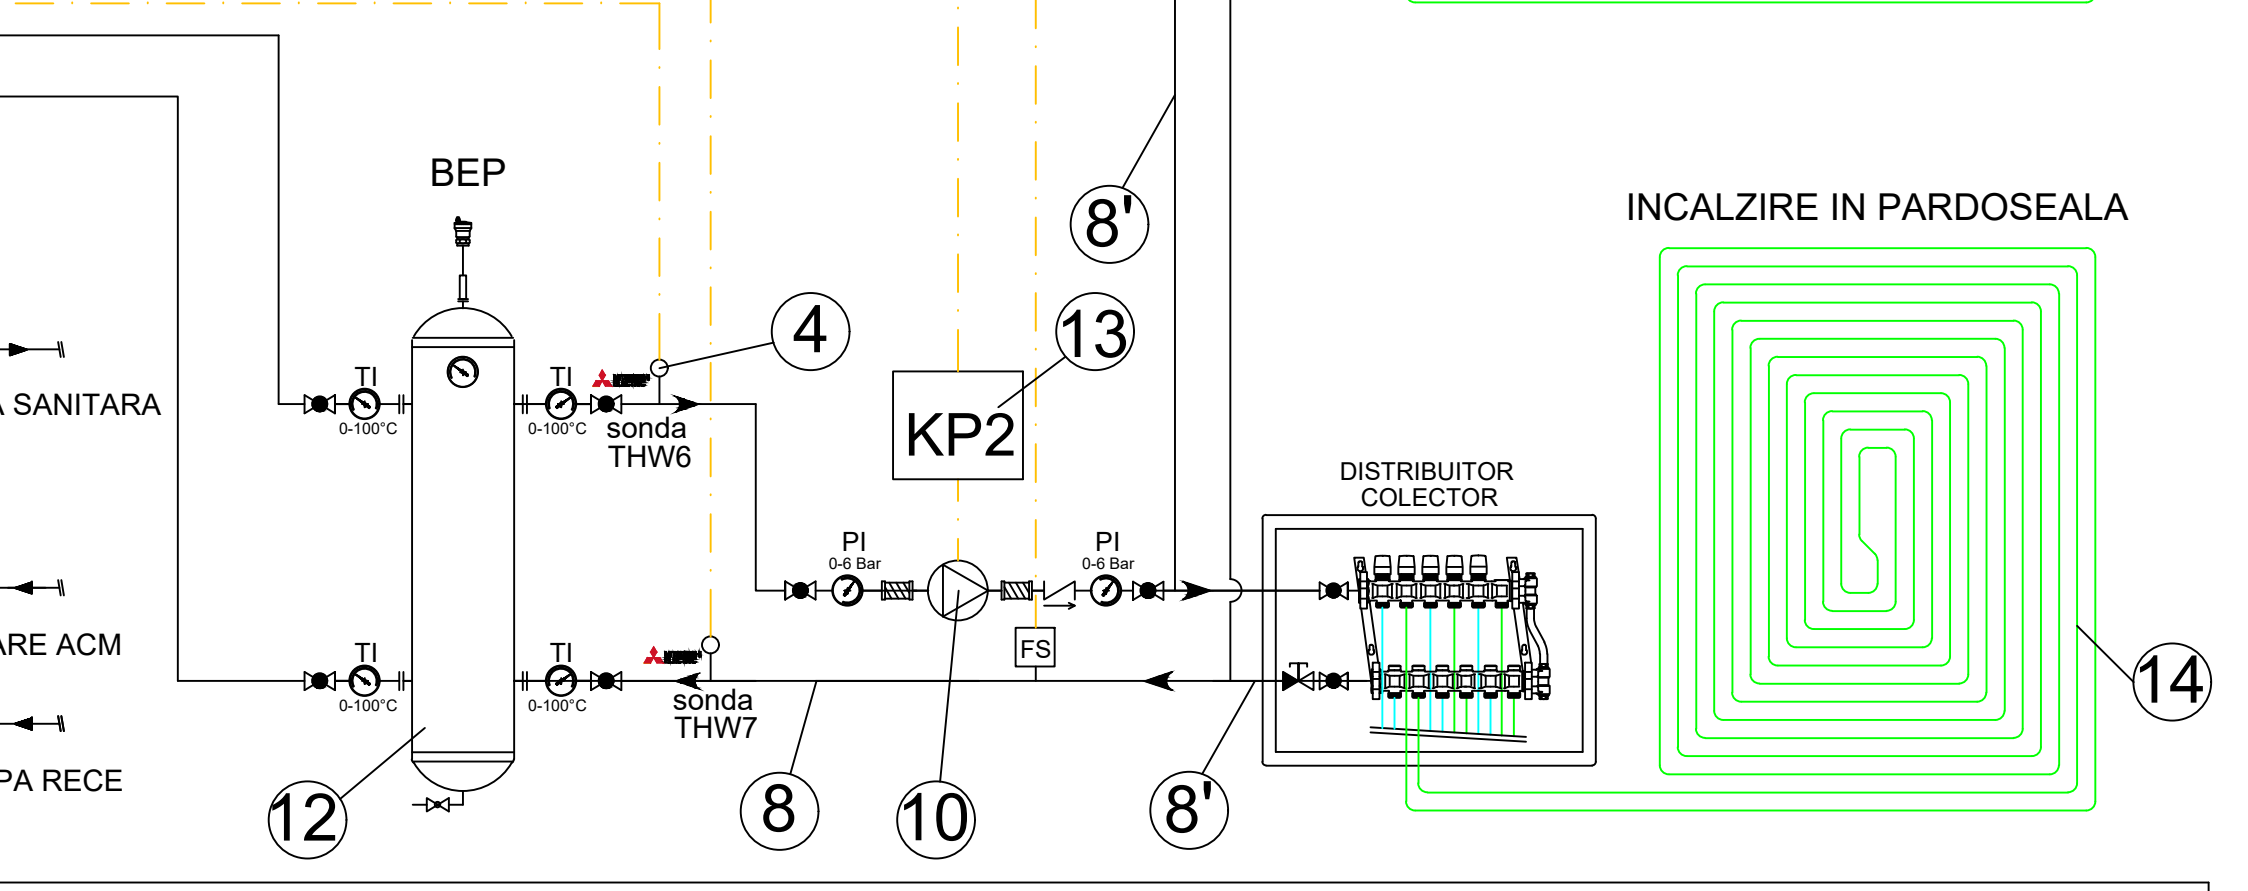 BEP
8'
INCALZIRE IN PARDOSEALA
4
13
A SANITARA
TI
0-100°C
TI
0-100°C
sonda
THW6
KP2
DISTRIBUITOR
COLECTOR
PI
0-6 Bar
PI
0-6 Bar
FS
ARE ACM
TI
0-100°C
TI
0-100°C
sonda
THW7
14
PA RECE
12
8
10
8'